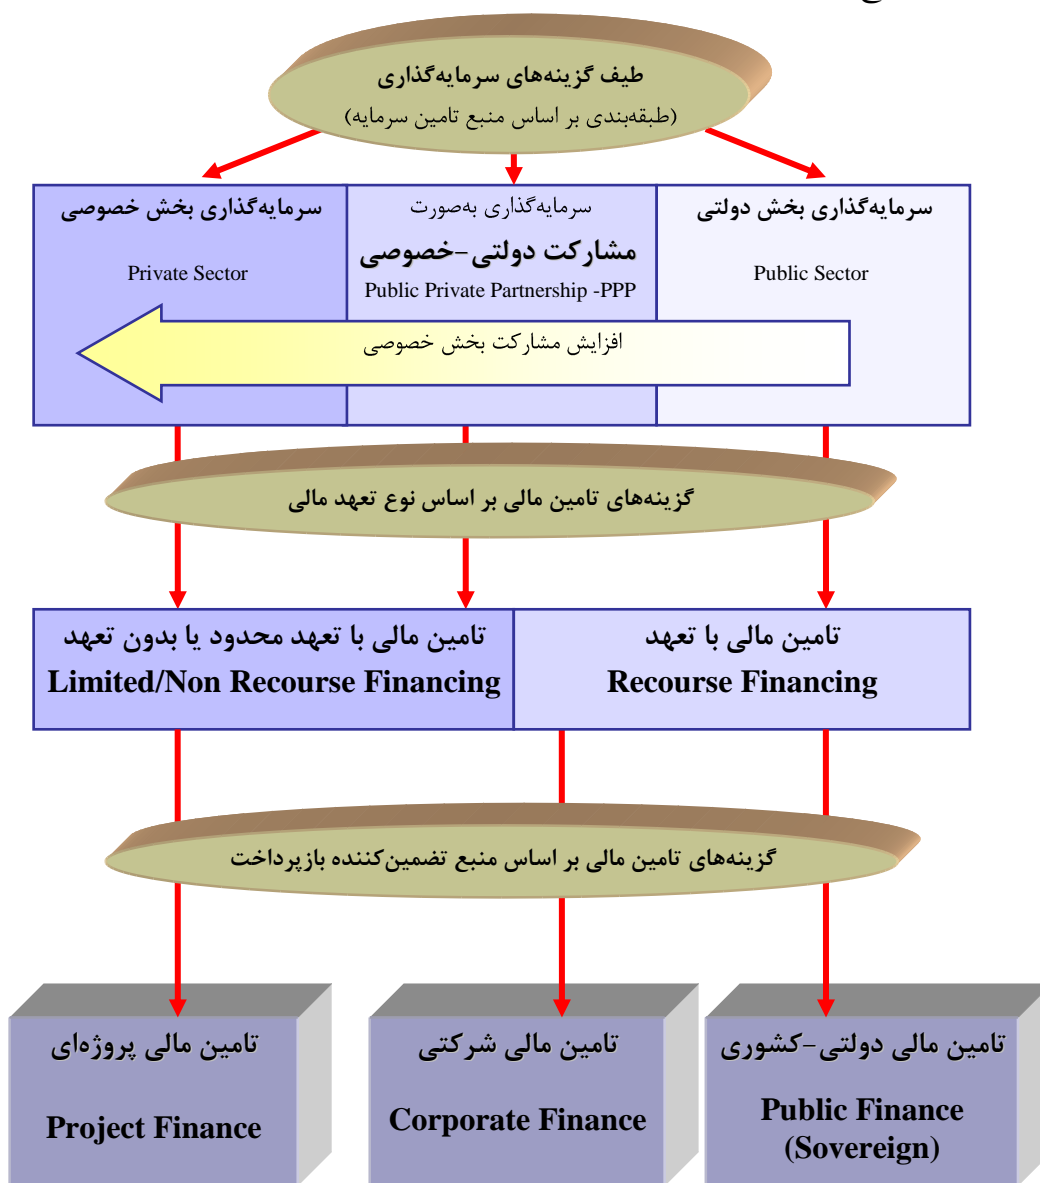 طیف گزینه‌های سرمایه‌گذاری
(طبقه‌بندی بر اساس منبع تامین سرمایه)
سرمایه‌گذاری بخش دولتی
Public Sector
سرمایه‌گذاری به‌صورت
مشارکت دولتی-خصوصی
Public Private Partnership -PPP
سرمایه‌گذاری بخش خصوصی
Private Sector
افزایش مشارکت بخش خصوصی
گزینه‌های تامین مالی بر اساس نوع تعهد مالی
تامین مالی با تعهد
Recourse Financing
تامین مالی با تعهد محدود یا بدون تعهد
Limited/Non Recourse Financing
گزینه‌های تامین مالی بر اساس منبع تضمین‌کننده بازپرداخت
تامین مالی دولتی-کشوری
Public Finance
(Sovereign)
تامین مالی شرکتی
Corporate Finance
تامین مالی پروژه‌ای
Project Finance